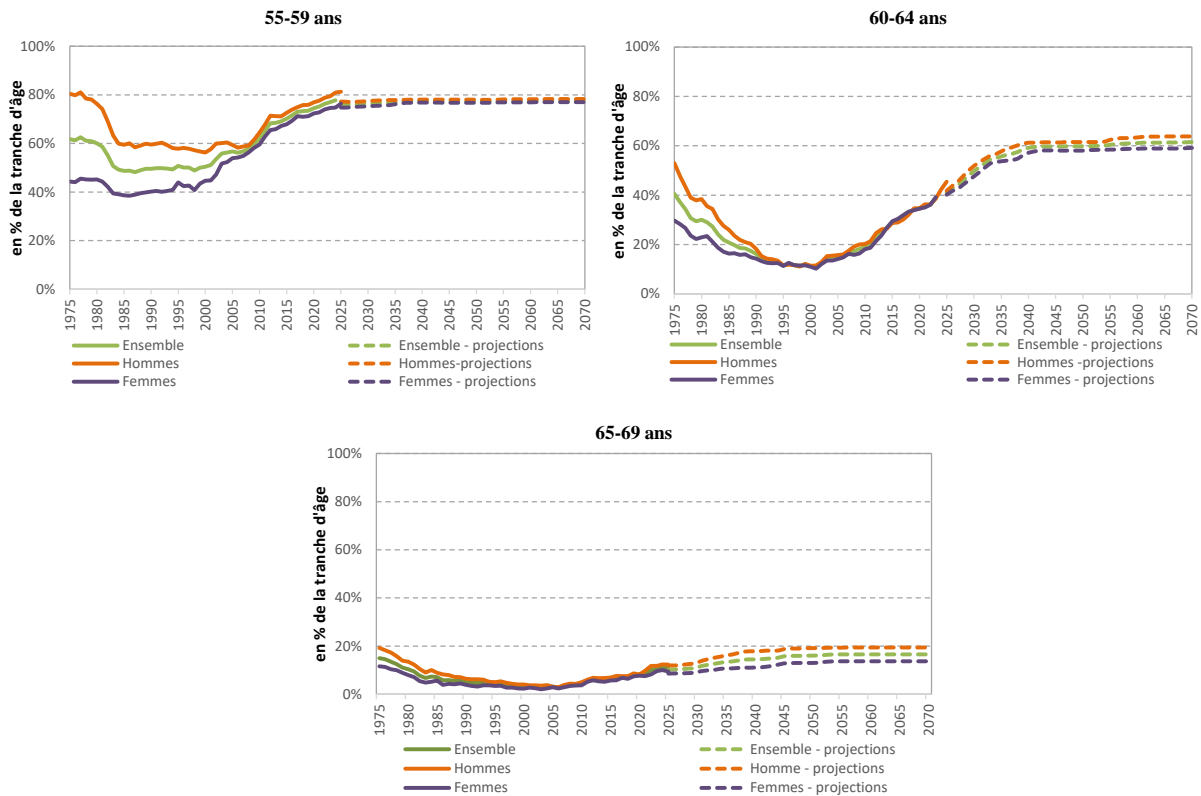 55-59 ans
en % de la tranche d'âge
100%
80%
60%
40%
20%
0%
1975 1980 1985 1990 1995 2000 2005 2010 2015 2020 2025 2030 2035 2040 2045 2050 2055 2060 2065 2070
Ensemble Ensemble - projections
Hommes Hommes-projections
Femmes Femmes - projections
60-64 ans
en % de la tranche d'âge
100%
80%
60%
40%
20%
0%
1975 1980 1985 1990 1995 2000 2005 2010 2015 2020 2025 2030 2035 2040 2045 2050 2055 2060 2065 2070
Ensemble Ensemble - projections
Hommes Hommes -projections
Femmes Femmes - projections
65-69 ans
en % de la tranche d'âge
100%
80%
60%
40%
20%
0%
1975 1980 1985 1990 1995 2000 2005 2010 2015 2020 2025 2030 2035 2040 2045 2050 2055 2060 2065 2070
Ensemble Ensemble - projections
Hommes Homme - projections
Femmes Femmes - projections